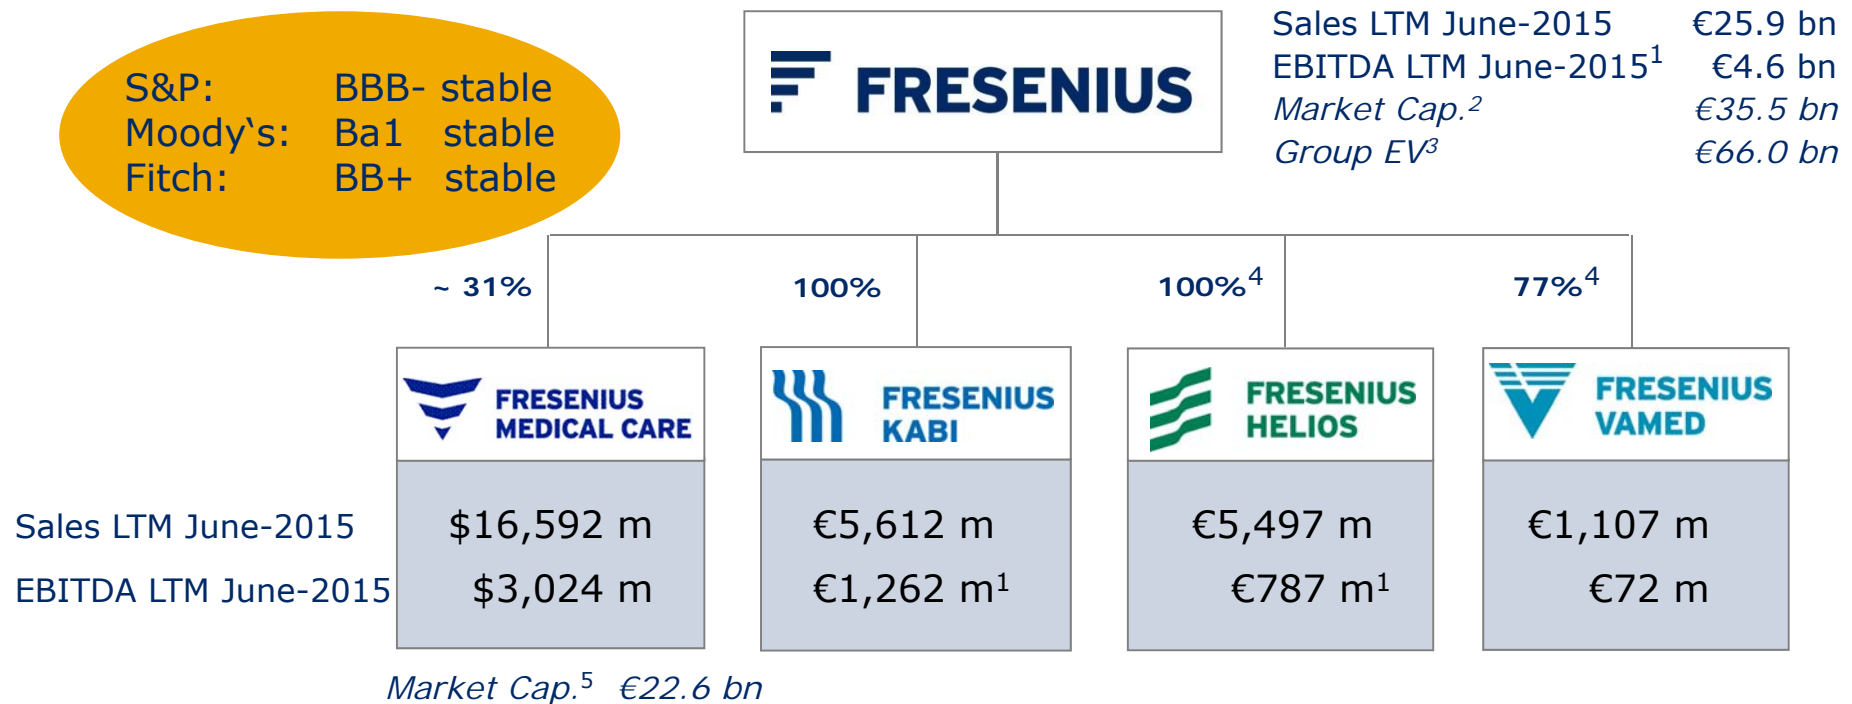 S&P: BBB- stable
Moody‘s: Ba1 stable
Fitch: BB+ stable
FRESENIUS
Sales LTM June-2015 €25.9 bn
EBITDA LTM June-2015¹ €4.6 bn
Market Cap.² €35.5 bn
Group EV³ €66.0 bn
~ 31% 100% 100%⁴ 77%⁴
FRESENIUS
MEDICAL CARE
FRESENIUS
KABI
FRESENIUS
HELIOS
FRESENIUS
VAMED
Sales LTM June-2015 $16,592 m €5,612 m €5,497 m €1,107 m
EBITDA LTM June-2015 $3,024 m €1,262 m¹ €787 m¹ €72 m
Market Cap.⁵ €22.6 bn